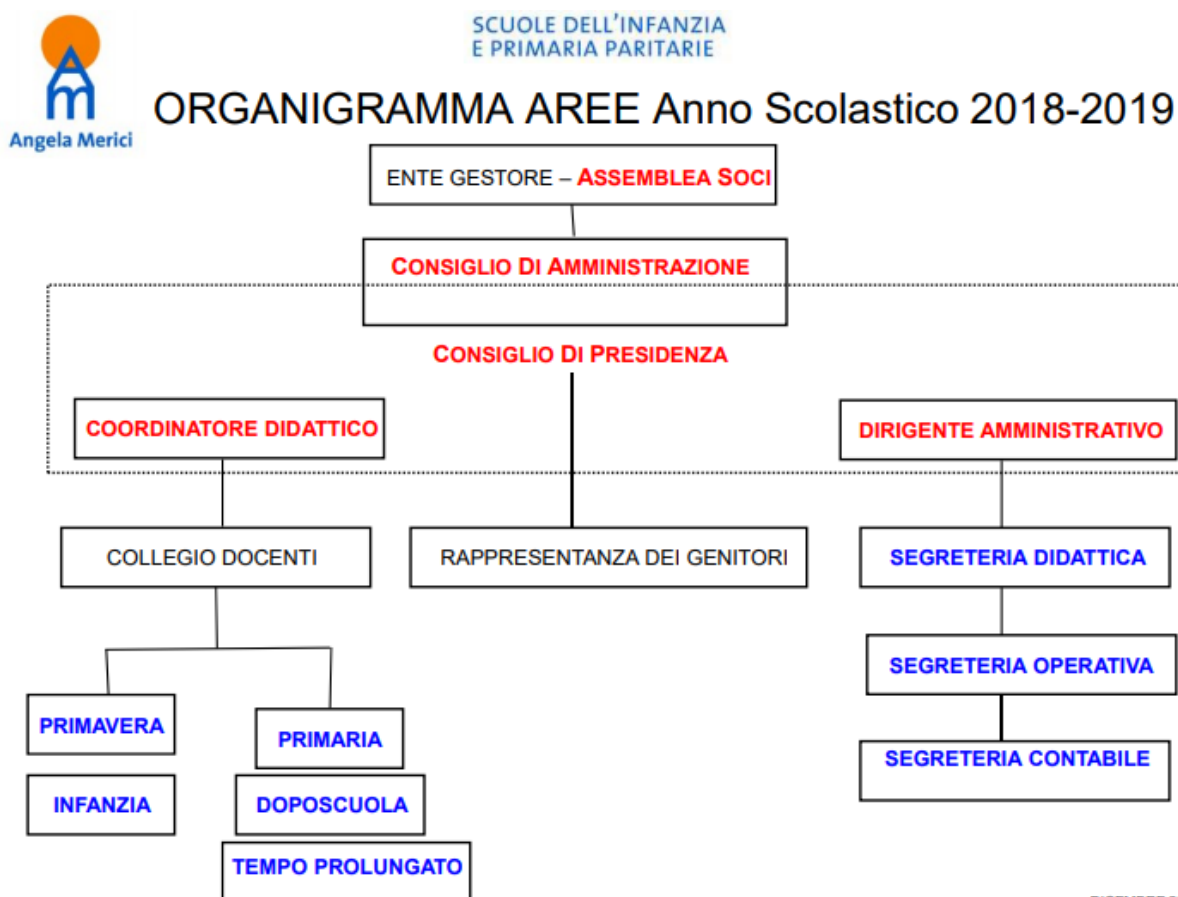 SCUOLE DELL'INFANZIA
E PRIMARIA PARITARIE
Am
Angela Merici
ORGANIGRAMMA AREE Anno Scolastico 2018-2019
ENTE GESTORE – ASSEMBLEA SOCI
CONSIGLIO DI AMMINISTRAZIONE
CONSIGLIO DI PRESIDENZA
COORDINATORE DIDATTICO
DIRIGENTE AMMINISTRATIVO
COLLEGIO DOCENTI
RAPPRESENTANZA DEI GENITORI
SEGRETERIA DIDATTICA
SEGRETERIA OPERATIVA
PRIMAVERA
PRIMARIA
SEGRETERIA CONTABILE
INFANZIA
DOPOSCUOLA
TEMPO PROLUNGATO